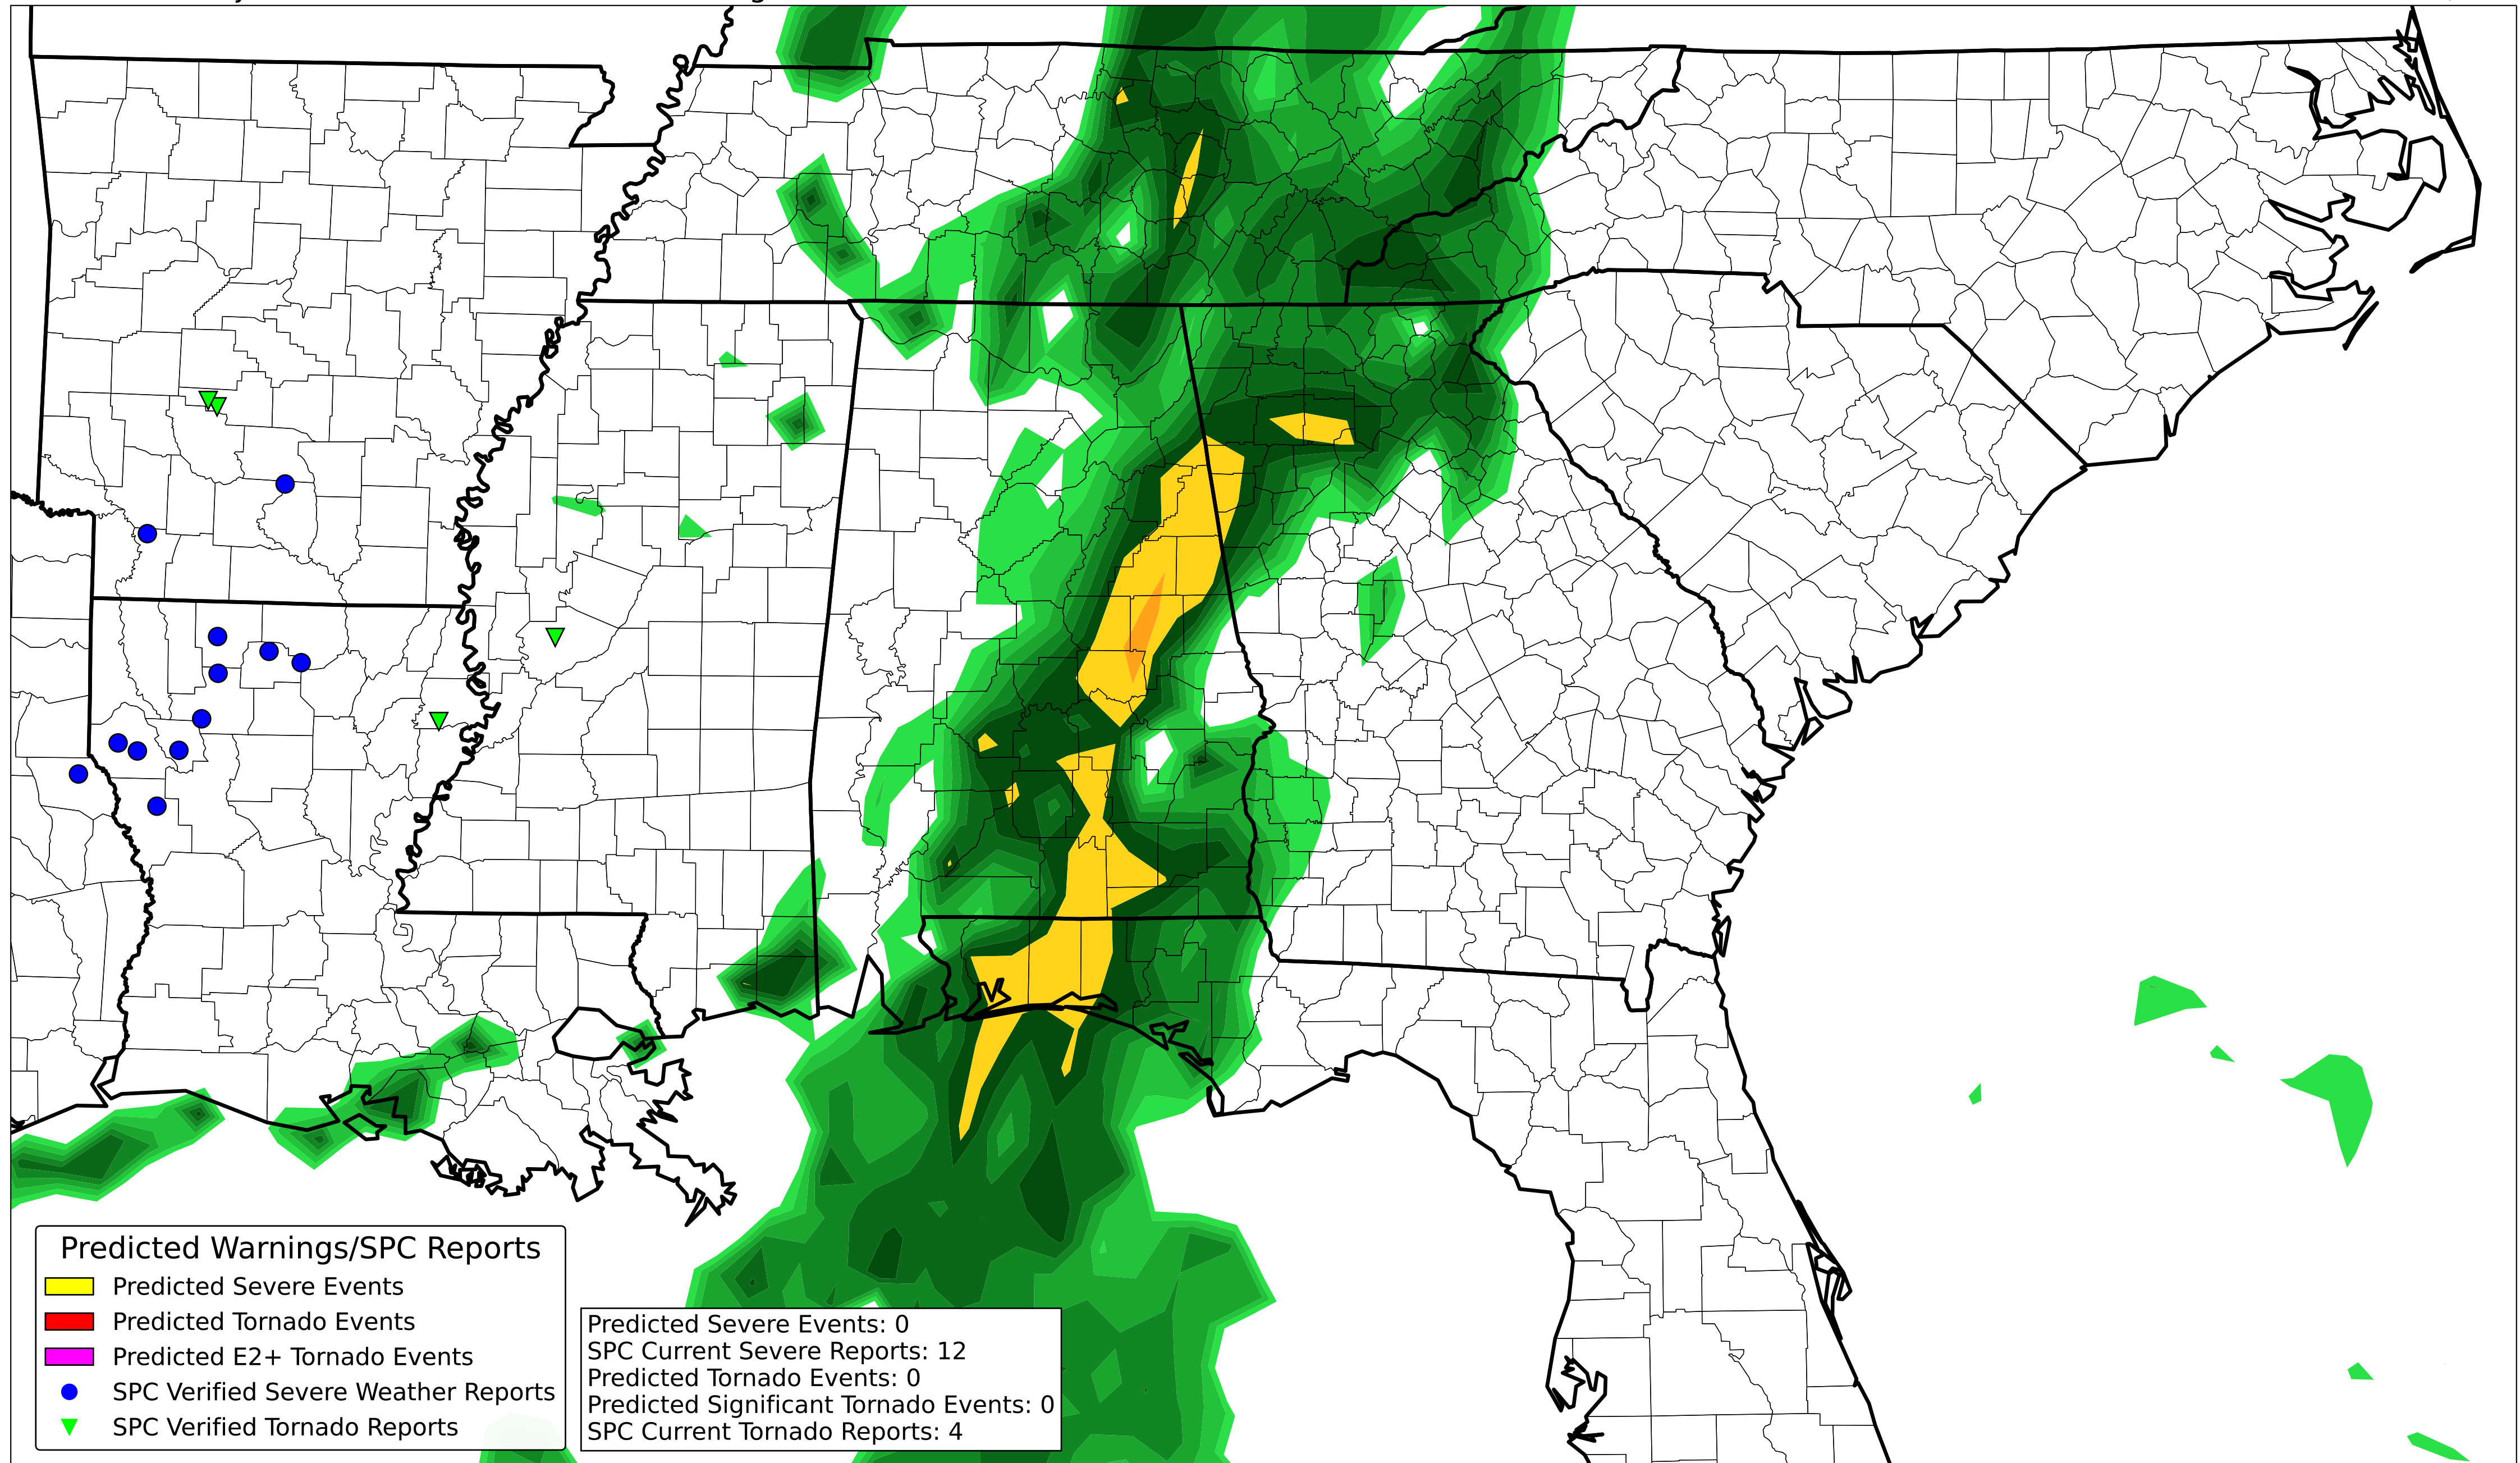 Predicted Warnings/SPC Reports
Predicted Severe Events
Predicted Tornado Events
Predicted E2+ Tornado Events
SPC Verified Severe Weather Reports
SPC Verified Tornado Reports
Predicted Severe Events: 0
SPC Current Severe Reports: 12
Predicted Tornado Events: 0
Predicted Significant Tornado Events: 0
SPC Current Tornado Reports: 4